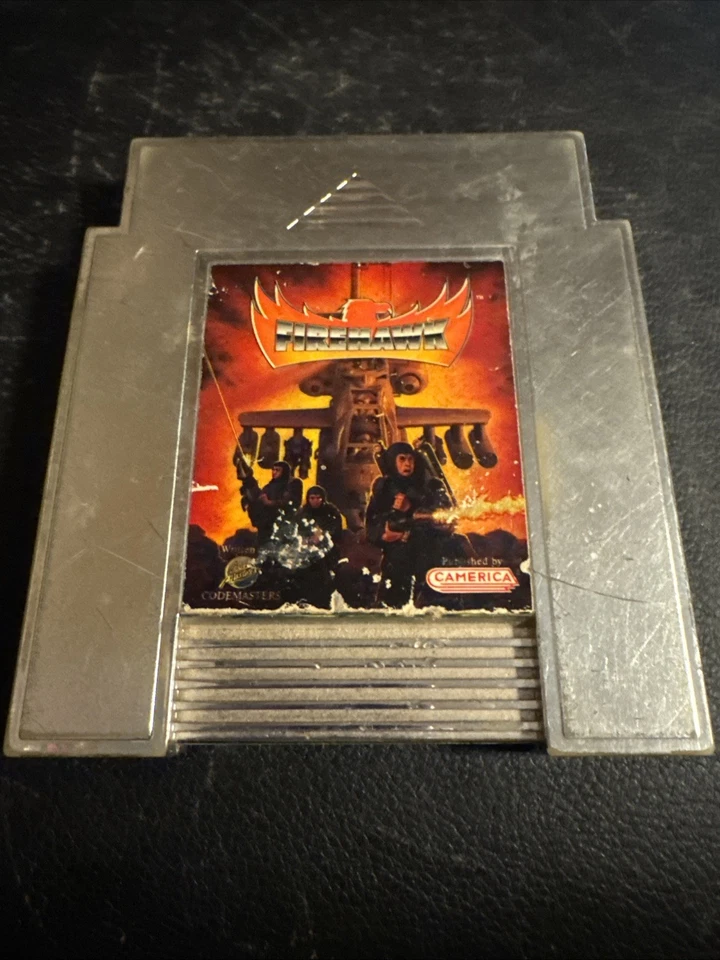 FIREHAWK
Written
Published by
CAMERICA
CODEMASTERS